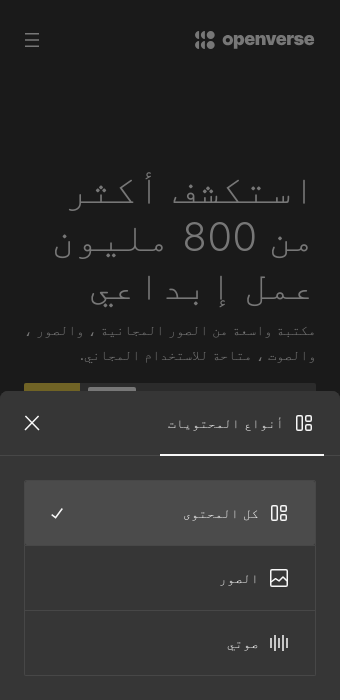 openverse
استكشف أكثر
من 800 مليون
عمل إبداعي
مكتبة واسعة من الصور المجانية ، والصور ،
والصوت ، متاحة للاستخدام المجاني.
أنواع المحتويات
كل المحتوى
الصور
صوتي